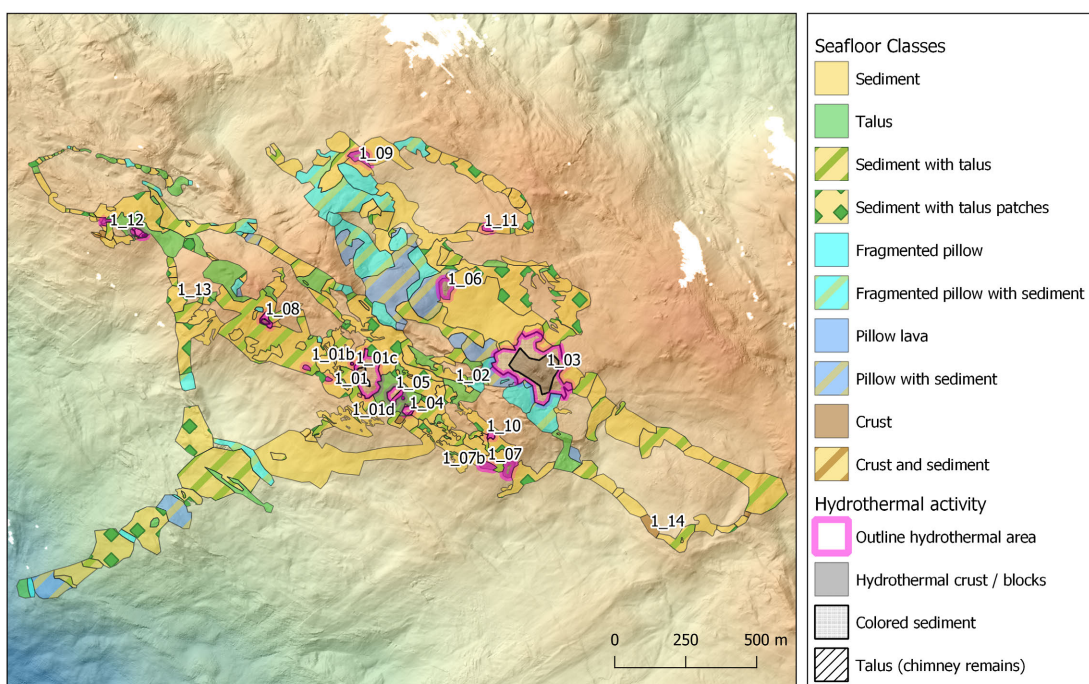 Seafloor Classes
Sediment
Talus
Sediment with talus
Sediment with talus patches
Fragmented pillow
Fragmented pillow with sediment
Pillow lava
Pillow with sediment
Crust
Crust and sediment
Hydrothermal activity
Outline hydrothermal area
Hydrothermal crust / blocks
Colored sediment
Talus (chimney remains)
1_09
1_12
1_11
1_06
1_13
1_08
1_01b
1_01c
1_03
1_01
1_05
1_02
1_01d
1_04
1_10
1_07b
1_07
1_14
0 250 500 m